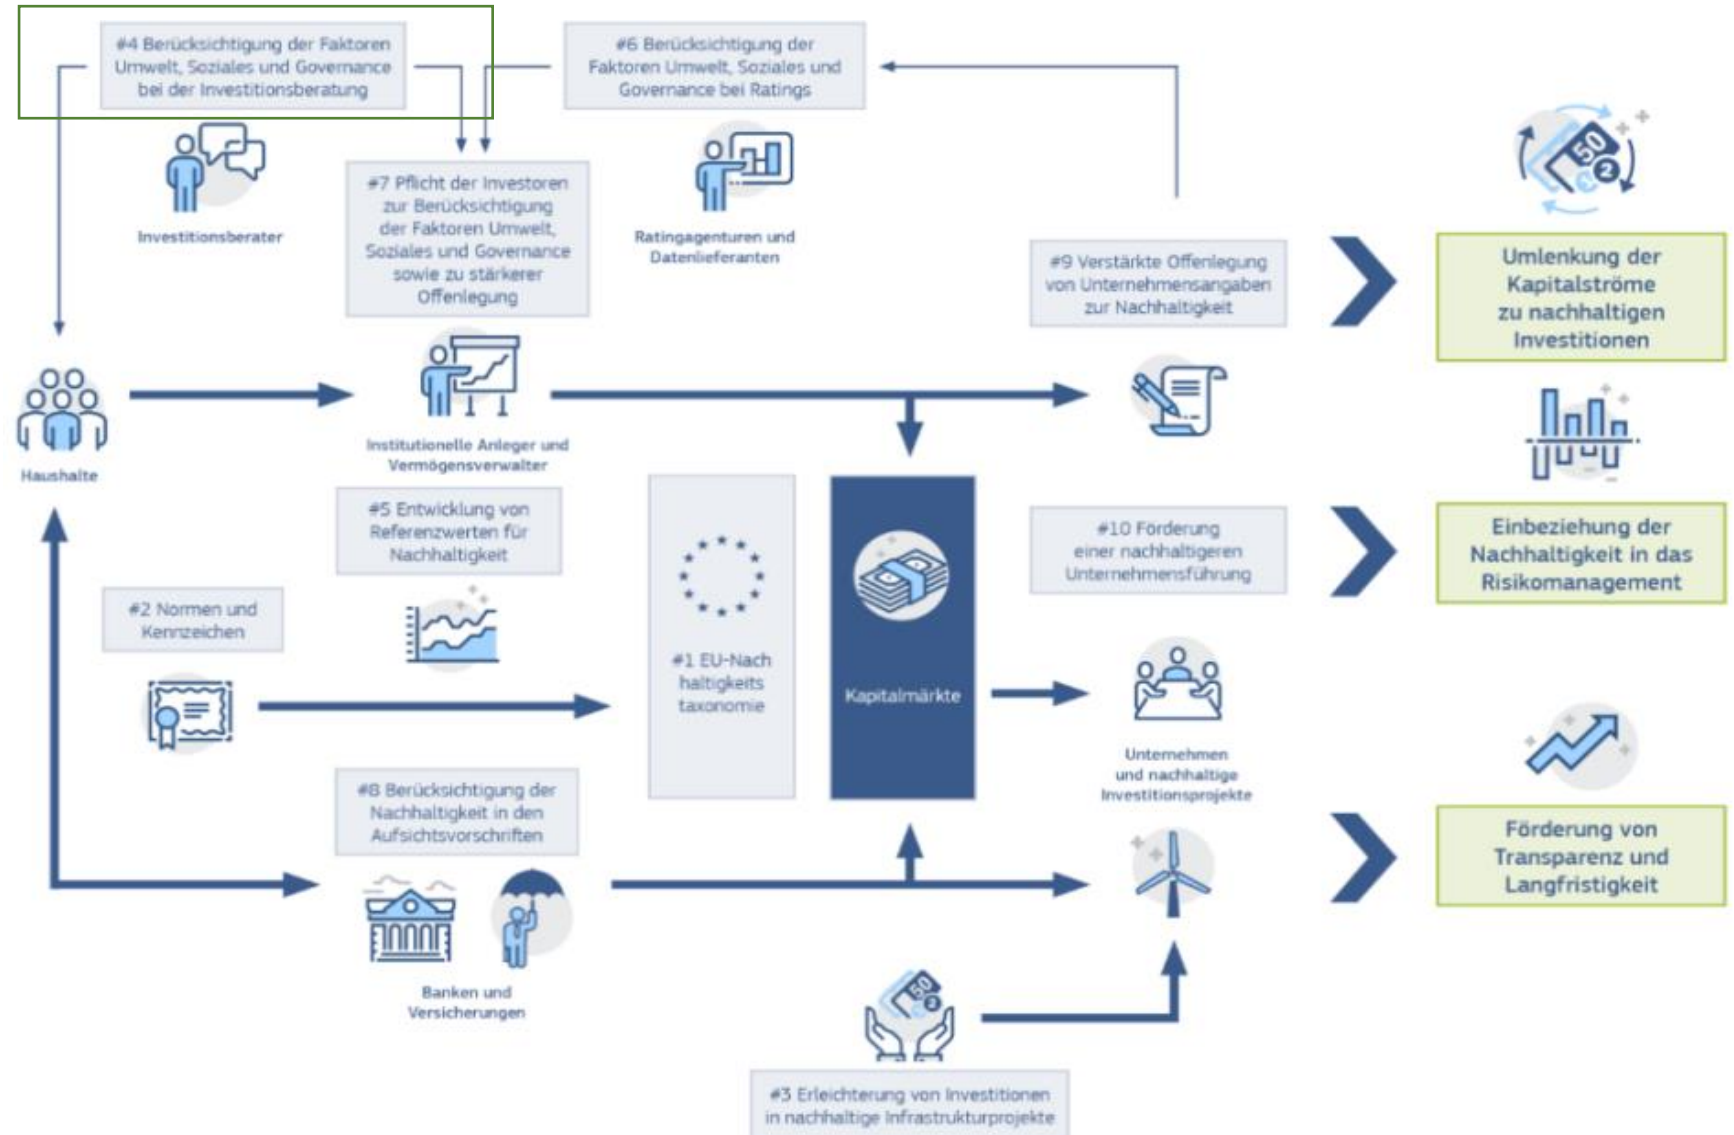 #4 Berücksichtigung der Faktoren
Umwelt, Soziales und Governance
bei der Investitionsberatung
#6 Berücksichtigung der
Faktoren Umwelt, Soziales und
Governance bei Ratings
Investitionsberater
#7 Pflicht der Investoren
zur Berücksichtigung
der Faktoren Umwelt,
Soziales und Governance
sowie zu stärkerer
Offenlegung
Ratingagenturen und
Datenlieferanten
#9 Verstärkte Offenlegung
von Unternehmensangaben
zur Nachhaltigkeit
50
2
Umlenkung der
Kapitalströme
zu nachhaltigen
Investitionen
Haushalte
Institutionelle Anleger und
Vermögensverwalter
#5 Entwicklung von
Referenzwerten für
Nachhaltigkeit
#10 Förderung
einer nachhaltigeren
Unternehmensführung
Einbeziehung der
Nachhaltigkeit in das
Risikomanagement
#2 Normen und
Kennzeichen
#1 EU-Nach
haltigkeits
taxonomie
Kapitalmärkte
Unternehmen
und nachhaltige
Investitionsprojekte
#8 Berücksichtigung der
Nachhaltigkeit in den
Aufsichtsvorschriften
Förderung von
Transparenz und
Langfristigkeit
Banken und
Versicherungen
50
2
#3 Erleichterung von Investitionen
in nachhaltige Infrastrukturprojekte